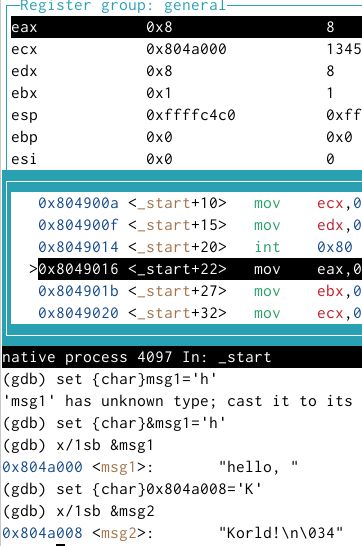 Register group: general
eax 0x8 8
ecx 0x804a000 1345
edx 0x8 8
ebx 0x1 1
esp 0xffffc4c0 0xff
ebp 0x0 0x0
esi 0x0 0
0x804900a <_start+10> mov ecx,0
0x804900f <_start+15> mov edx,0
0x8049014 <_start+20> int 0x80
>0x8049016 <_start+22> mov eax,0
0x804901b <_start+27> mov ebx,0
0x8049020 <_start+32> mov ecx,0
native process 4097 In: _start
(gdb) set {char}msg1='h'
'msg1' has unknown type; cast it to its
(gdb) set {char}&msg1='h'
(gdb) x/1sb &msg1
0x804a000 <msg1>: "hello, "
(gdb) set {char}0x804a008='K'
(gdb) x/1sb &msg2
0x804a008 <msg2>: "Korld!\n\034"